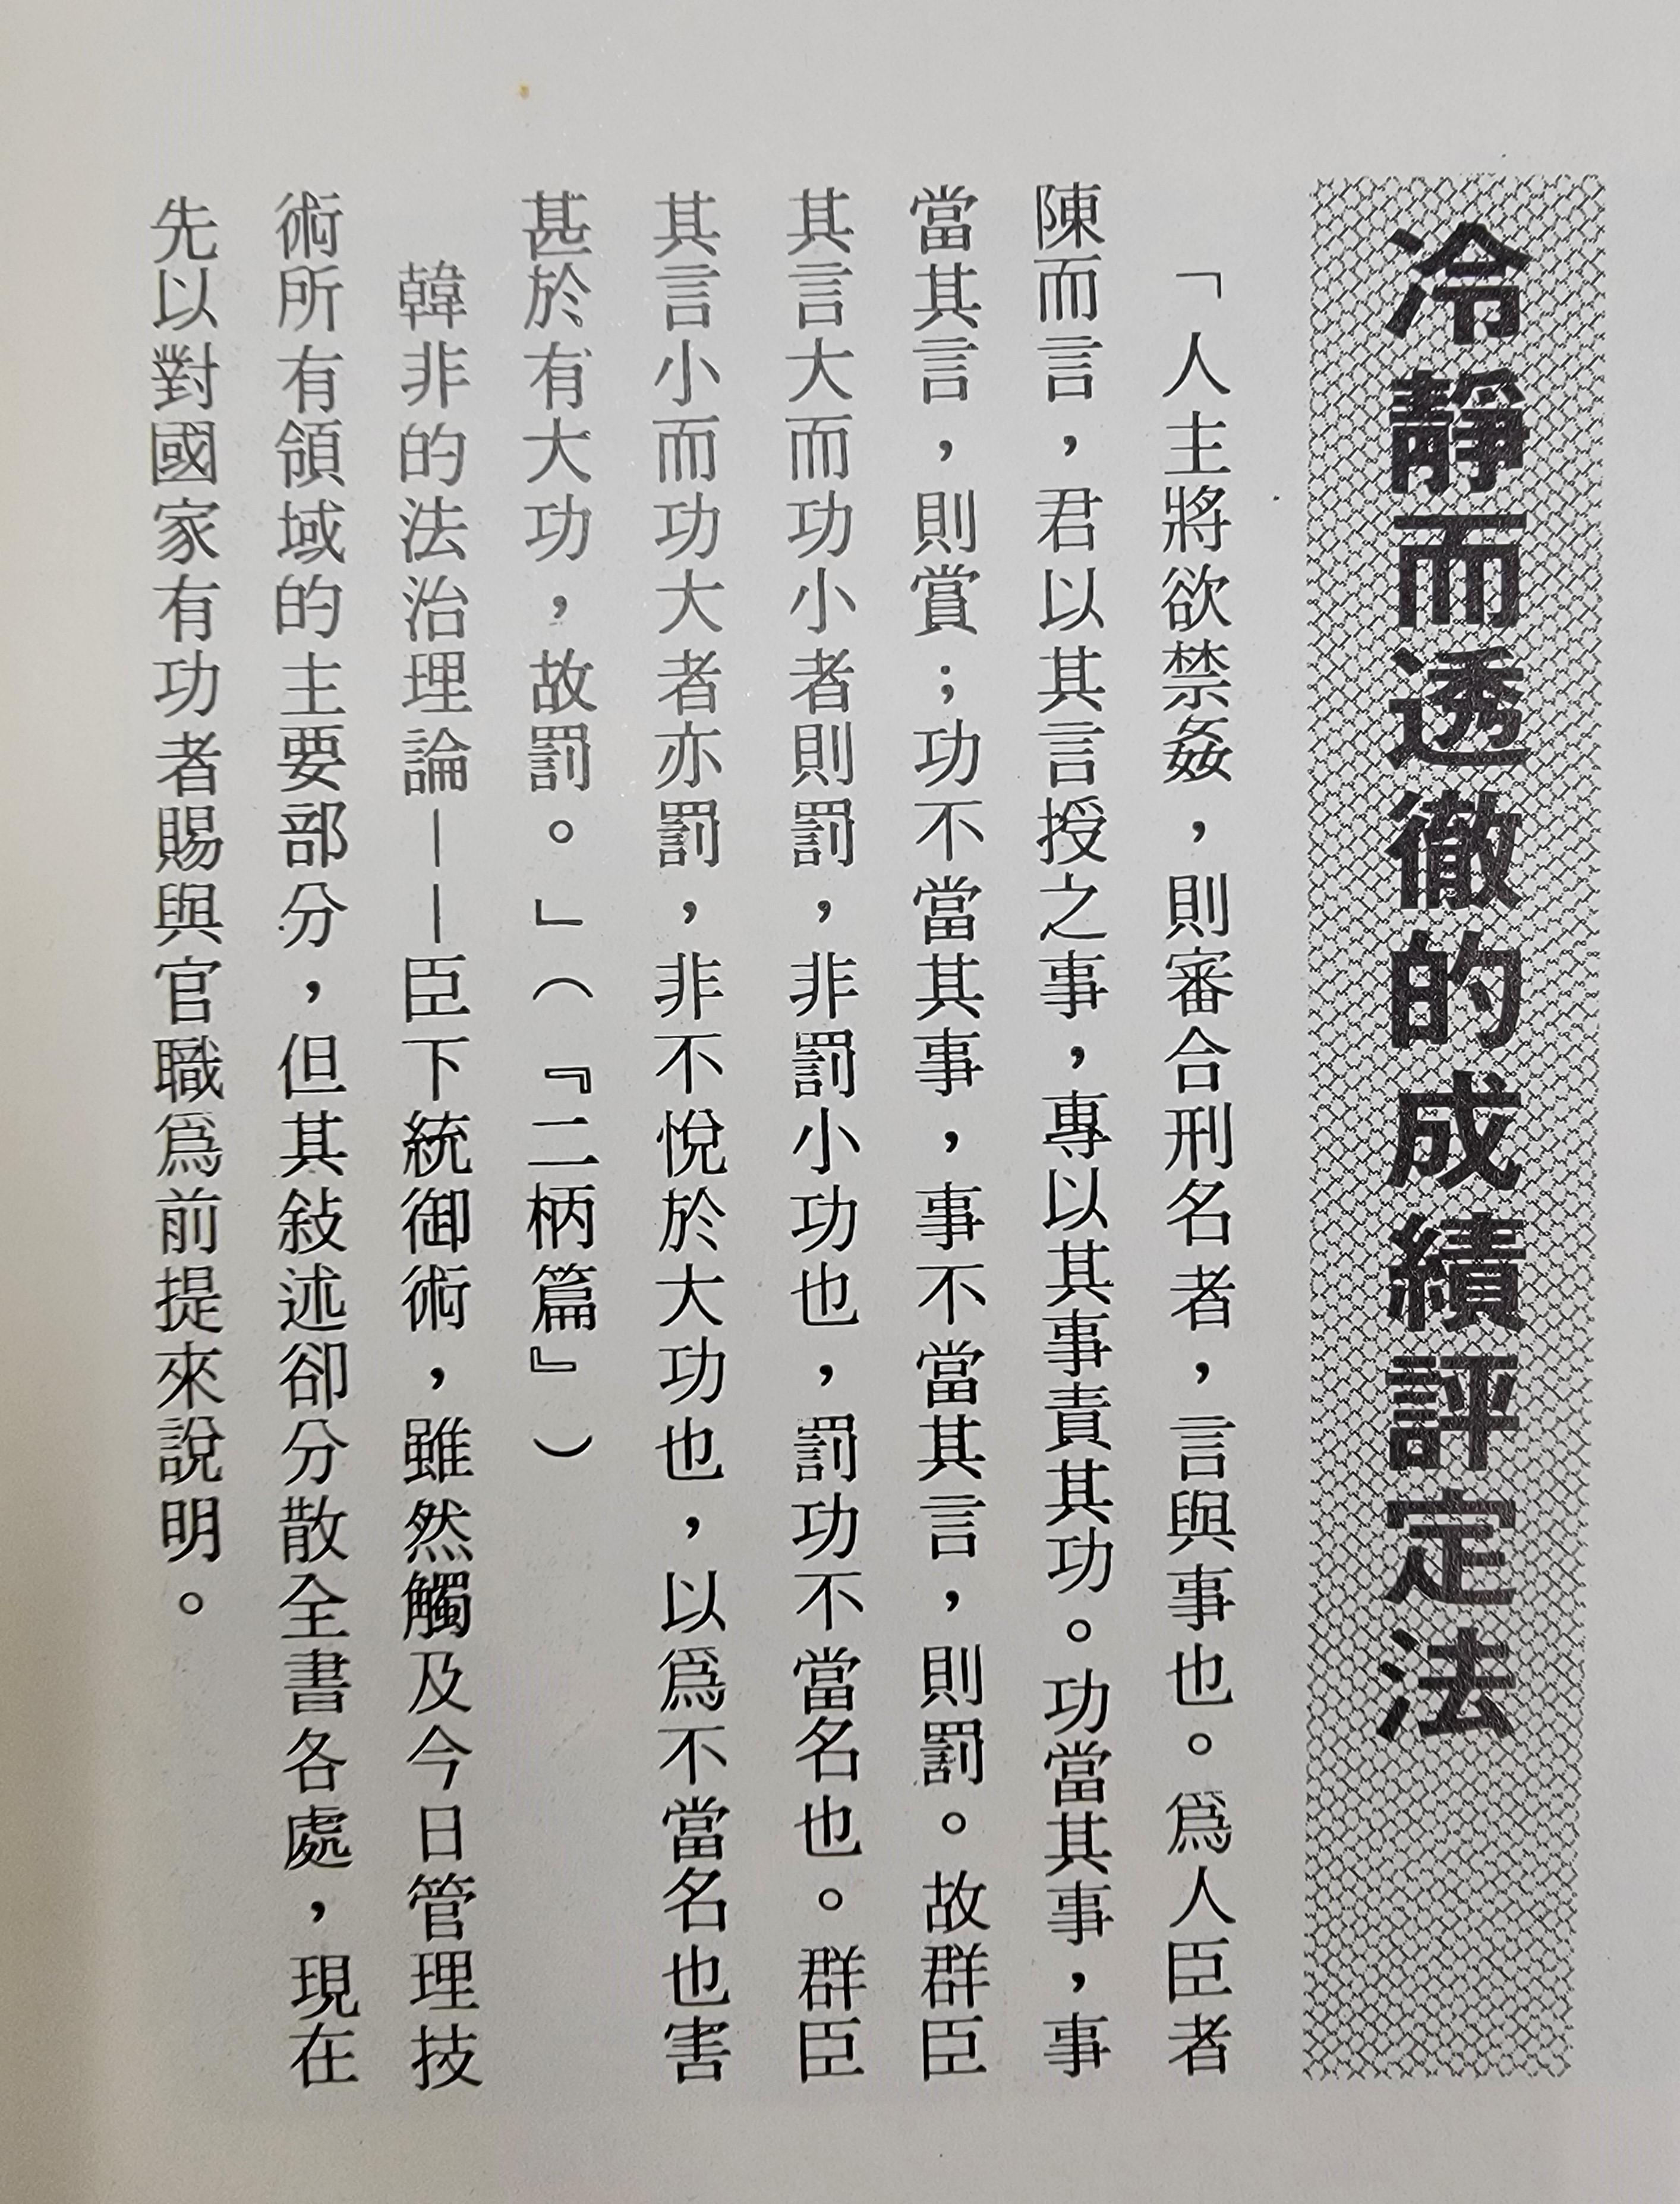 冷靜而透徹的成績評定法
「人主將欲禁姦，則審合刑名者，言與事也。爲人臣者
陳而言，君以其言授之事，專以其事責其功。功當其事，事
當其言，則賞；功不當其事，事不當其言，則罰。故群臣
其言大而功小者則罰，非罰小功也，罰功不當名也。群臣
其言小而功大者亦罰，非不悅於大功也，以爲不當名也害
甚於有大功，故罰。」（『二柄篇』）
韓非的法治理論——臣下統御術，雖然觸及今日管理技
術所有領域的主要部分，但其敍述卻分散全書各處，現在
先以對國家有功者賜與官職爲前提來說明。